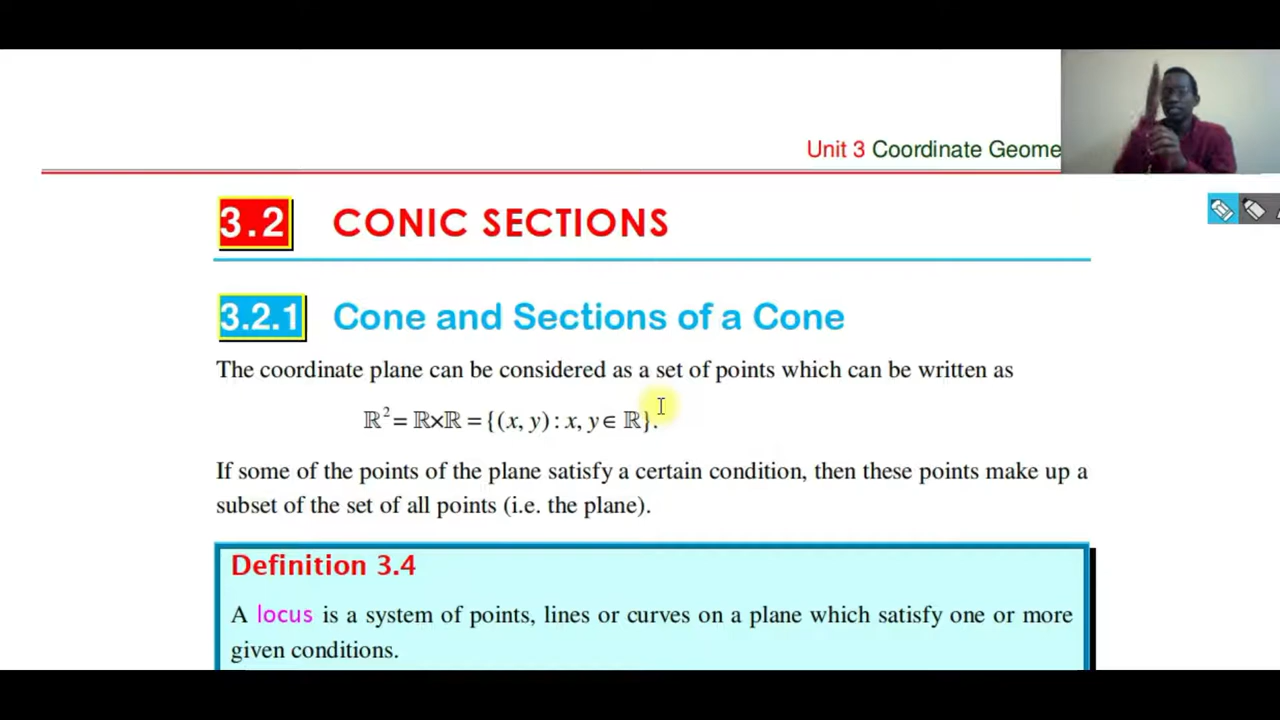 Unit 3 Coordinate Geome
3.2 CONIC SECTIONS
3.2.1 Cone and Sections of a Cone
The coordinate plane can be considered as a set of points which can be written as
ℝ² = ℝ×ℝ = {(x, y) : x, y ∈ ℝ}.
If some of the points of the plane satisfy a certain condition, then these points make up a
subset of the set of all points (i.e. the plane).
Definition 3.4
A locus is a system of points, lines or curves on a plane which satisfy one or more
given conditions.